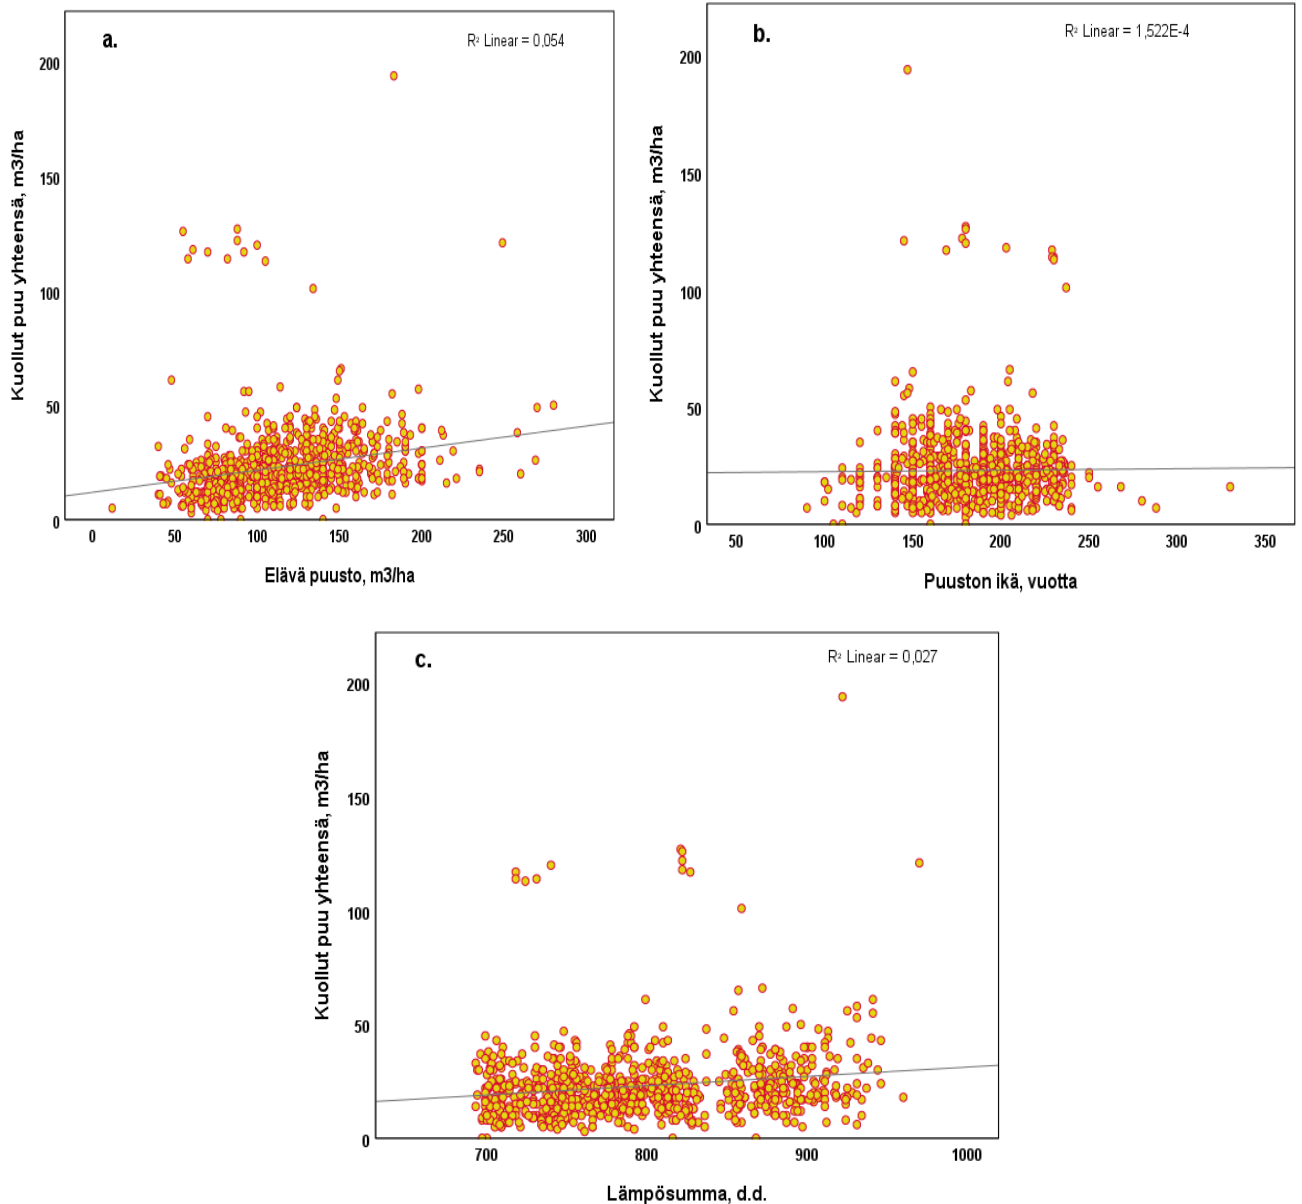 a.
R² Linear = 0,054
Kuollut puu yhteensä, m3/ha
200
150
100
50
0
0 50 100 150 200 250 300
Elävä puusto, m3/ha
b.
R² Linear = 1,522E-4
Kuollut puu yhteensä, m3/ha
200
150
100
50
0
50 100 150 200 250 300 350
Puuston ikä, vuotta
c.
R² Linear = 0,027
Kuollut puu yhteensä, m3/ha
200
150
100
50
0
700 800 900 1000
Lämpösumma, d.d.